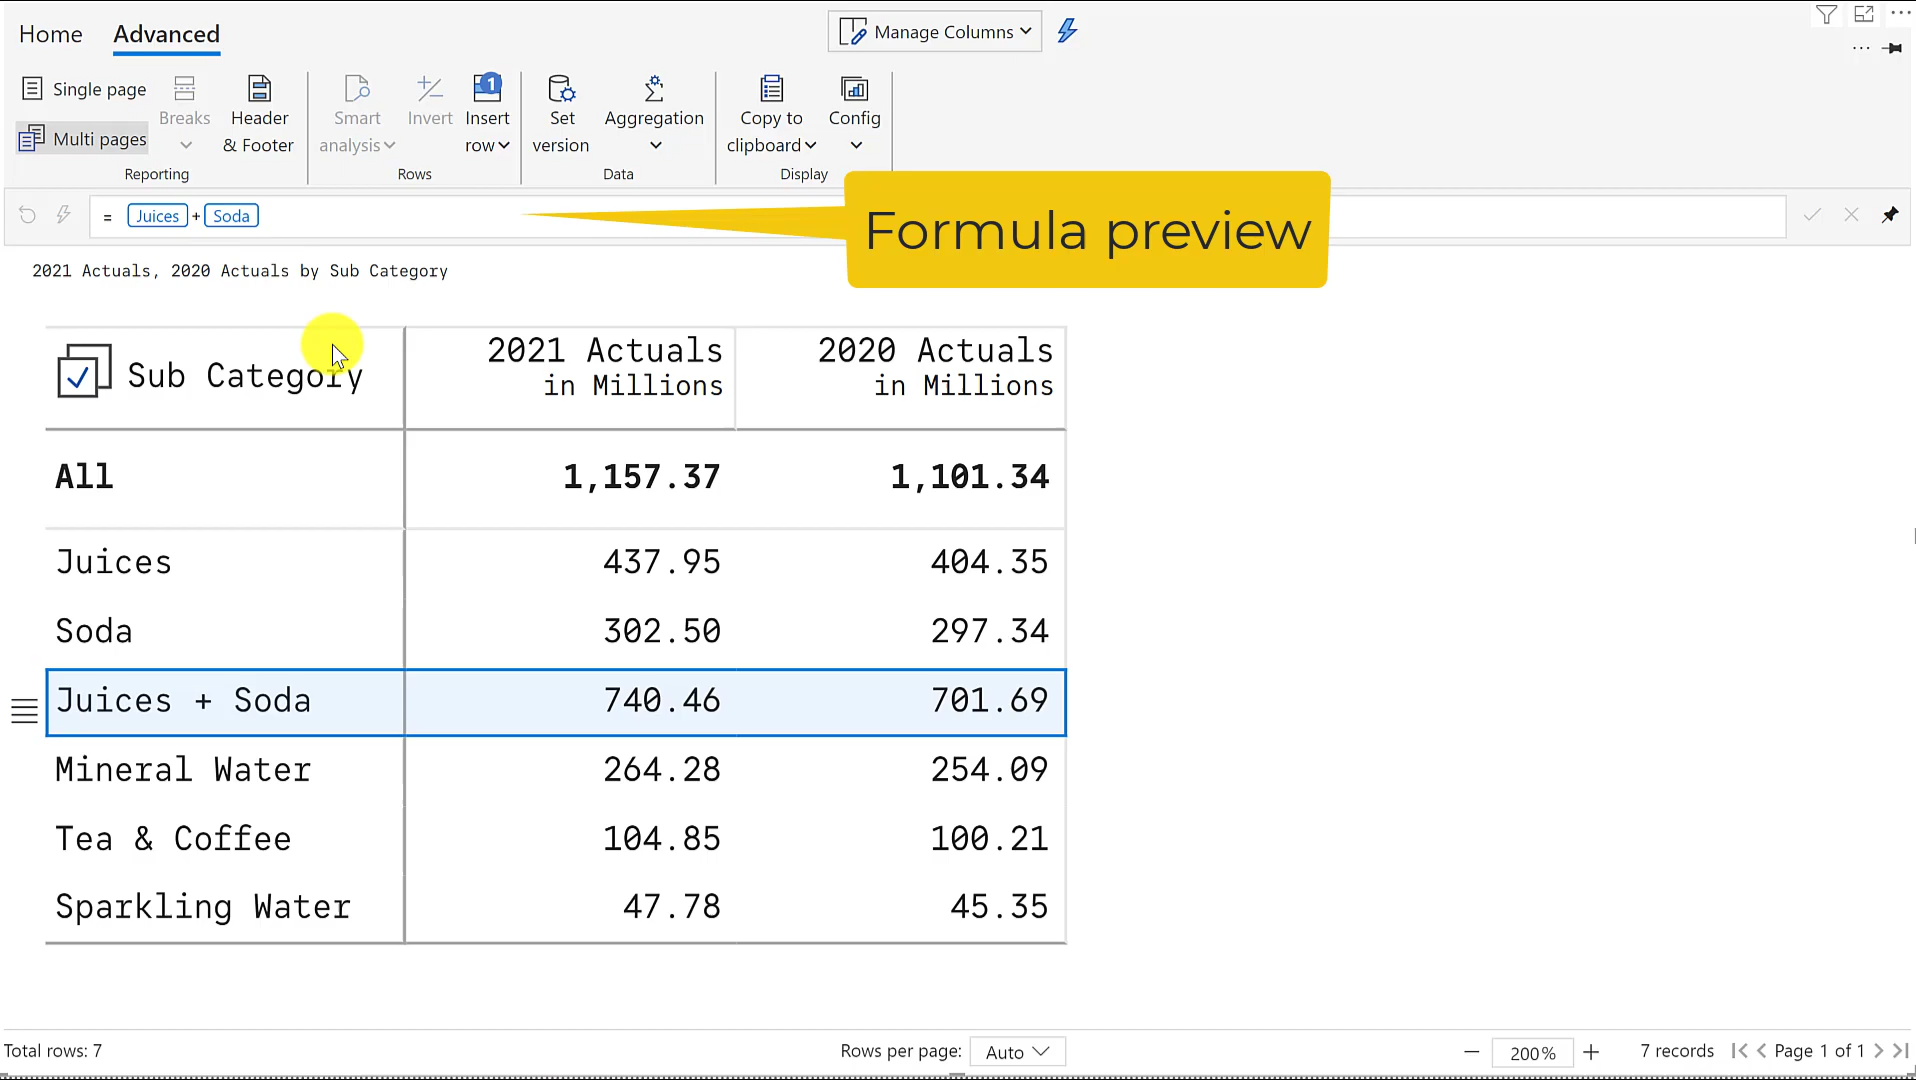 Home Advanced Manage Columns
Single page Breaks Header & Footer Smart analysis Invert Insert row 1 Set version Aggregation Copy to clipboard Config
Multi pages
Reporting Rows Data Display
= Juices + Soda
Formula preview
2021 Actuals, 2020 Actuals by Sub Category
Sub Category 2021 Actuals in Millions 2020 Actuals in Millions
All 1,157.37 1,101.34
Juices 437.95 404.35
Soda 302.50 297.34
Juices + Soda 740.46 701.69
Mineral Water 264.28 254.09
Tea & Coffee 104.85 100.21
Sparkling Water 47.78 45.35
Total rows: 7 Rows per page: Auto 200% 7 records Page 1 of 1